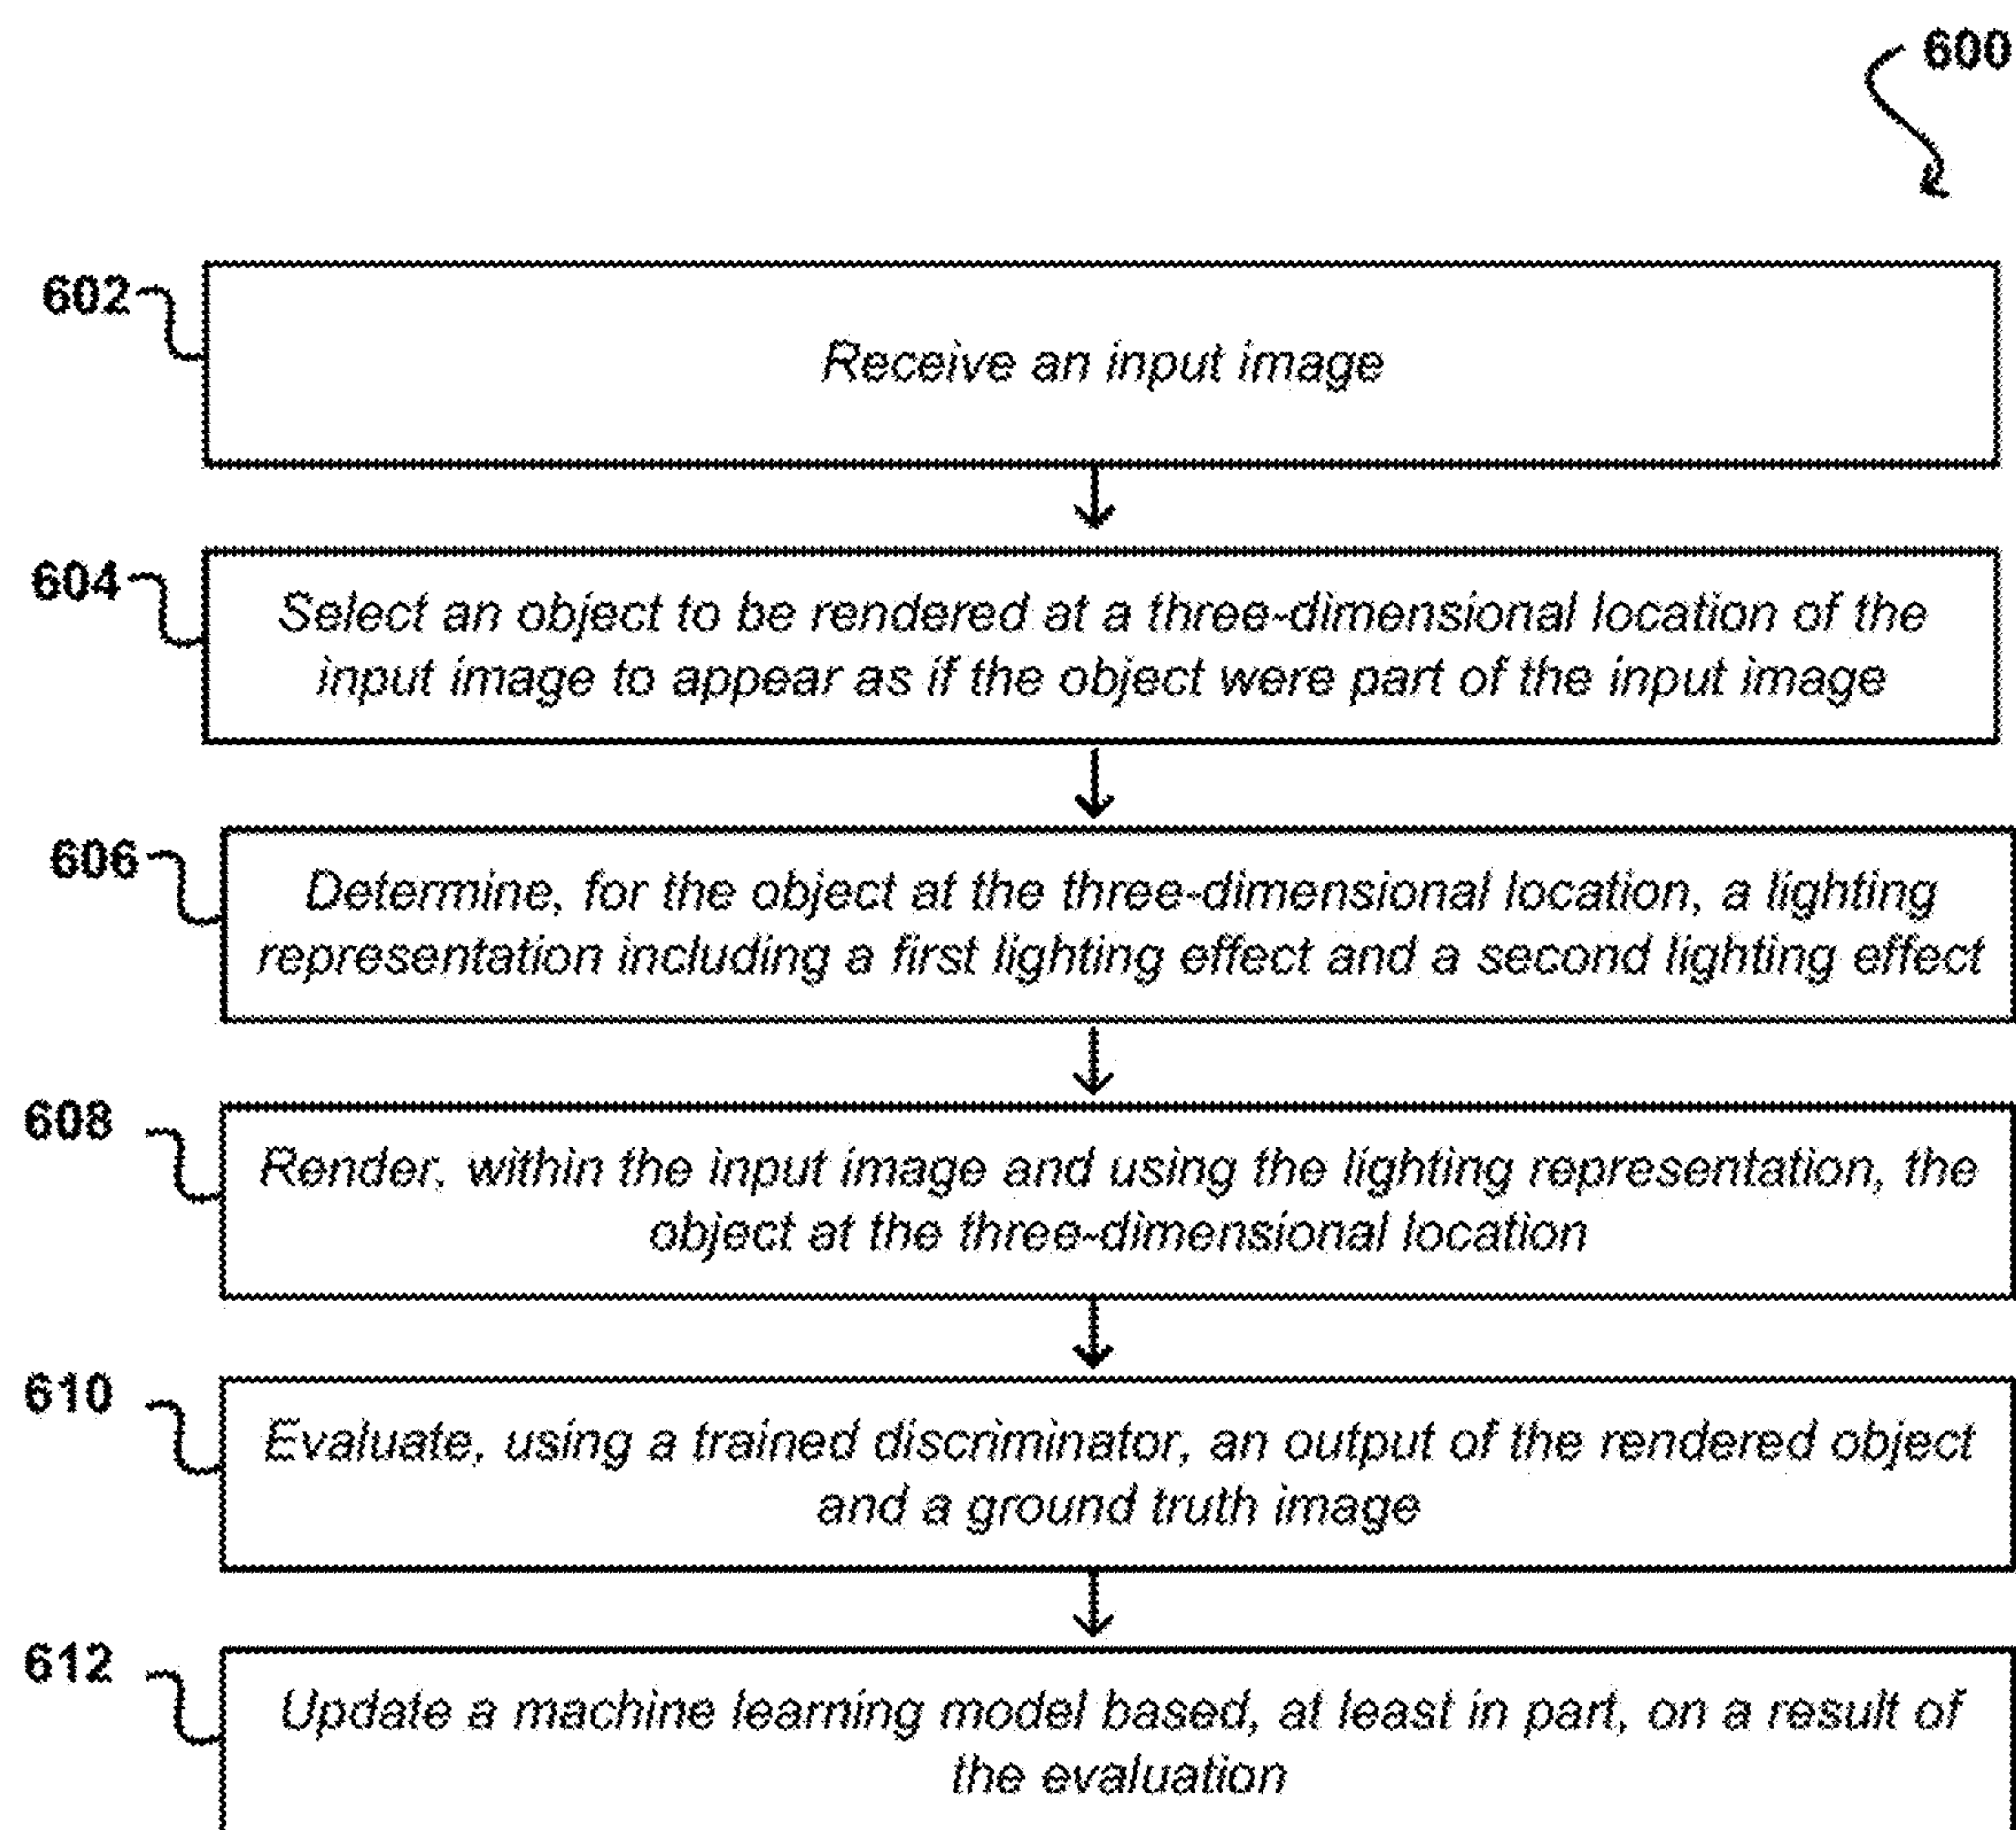 600
602
Receive an input image
604
Select an object to be rendered at a three-dimensional location of the
input image to appear as if the object were part of the input image
606
Determine, for the object at the three-dimensional location, a lighting
representation including a first lighting effect and a second lighting effect
608
Render, within the input image and using the lighting representation, the
object at the three-dimensional location
610
Evaluate, using a trained discriminator, an output of the rendered object
and a ground truth image
612
Update a machine learning model based, at least in part, on a result of
the evaluation